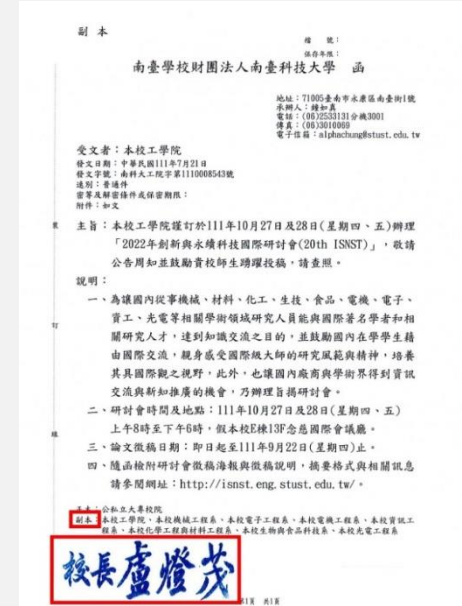 副 本
檔 號：
保存年限：
南臺學校財團法人南臺科技大學 函
地址：71005臺南市永康區南臺街1號
承辦人：鍾如真
電話：(06)2533131分機3001
傳真：(06)3010069
電子信箱：alphachung@stust.edu.tw
受文者：本校工學院
發文日期：中華民國111年7月21日
發文字號：南科大工院字第1110008543號
速別：普通件
密等及解密條件或保密期限：
附件：如文
主旨：本校工學院謹訂於111年10月27日及28日(星期四、五)辦理
「2022年創新與永續科技國際研討會(20th ISNST)」，敬請
公告周知並鼓勵貴校師生踴躍投稿，請查照。
說明：
一、為讓國內從事機械、材料、化工、生技、食品、電機、電子、
資工、光電等相關學術領域研究人員能與國際著名學者和相
關研究人才，達到知識交流之目的，並鼓勵國內在學學生藉
由國際交流，親身感受國際級大師的研究風範與精神，培養
其具國際觀之視野，此外，也讓國內廠商與學術界得到資訊
交流與新知推廣的機會，乃辦理旨揭研討會。
二、研討會時間及地點：111年10月27日及28日(星期四、五)
上午8時至下午6時，假本校E棟13F念慈國際會議廳。
三、論文徵稿日期：即日起至111年9月22日(星期四)止。
四、隨函檢附研討會徵稿海報與徵稿說明，摘要格式與相關訊息
請參閱網址：http://isnst.eng.stust.edu.tw/。
裝
訂
線
正本：公私立大專校院
副本：本校工學院、本校機械工程系、本校電子工程系、本校電機工程系、本校資訊工
程系、本校化學工程與材料工程系、本校生物與食品科技系、本校光電工程系
校長盧燈茂
第1頁 共1頁